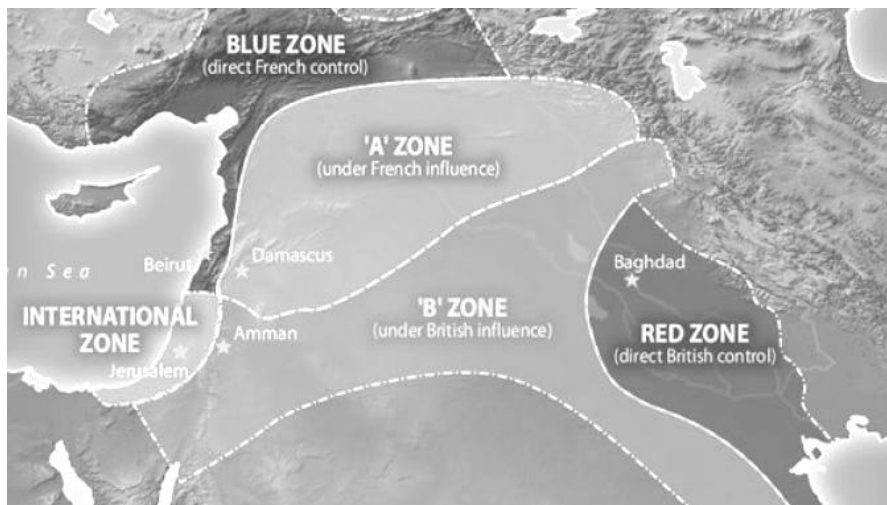 BLUE ZONE
(direct French control)
'A' ZONE
(under French influence)
Beirut
Damascus
n Sea
Baghdad
INTERNATIONAL
ZONE
'B' ZONE
(under British influence)
Amman
Jerusalem
RED ZONE
(direct British control)